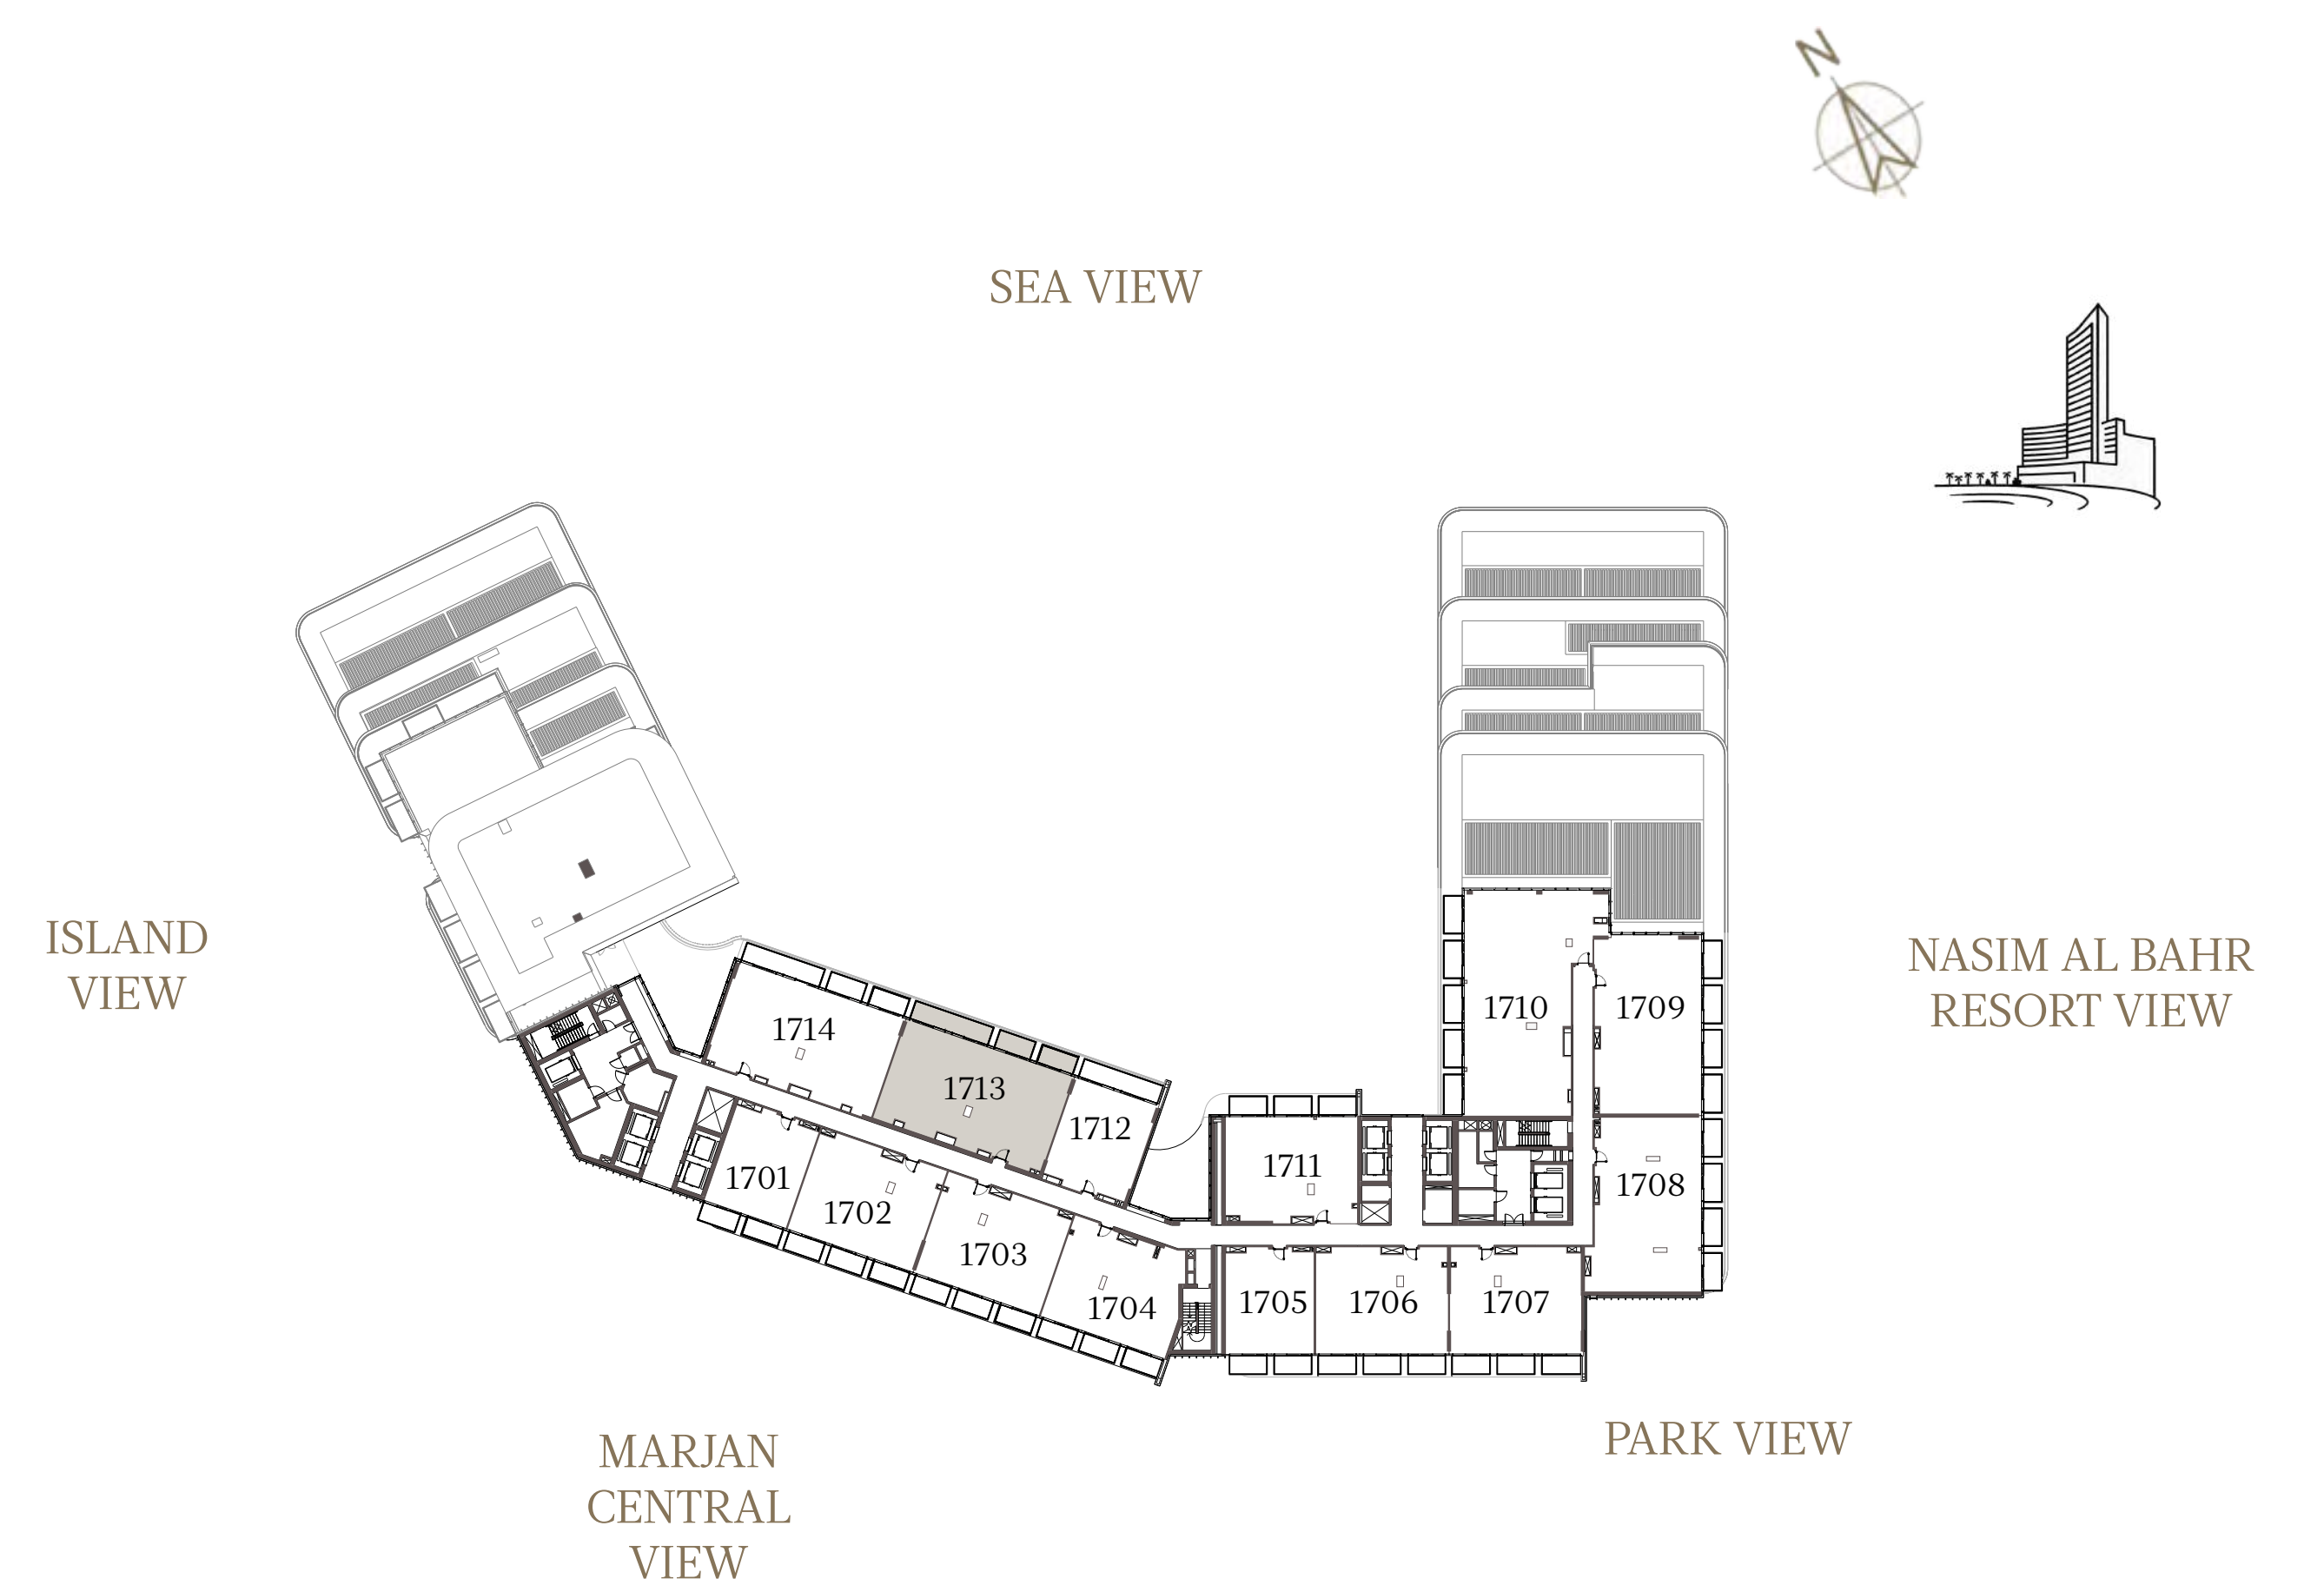 N
SEA VIEW
ISLAND
VIEW
NASIM AL BAHR
RESORT VIEW
1714
1713
1712
1710
1709
1711
1708
1701
1702
1703
1704
1705
1706
1707
MARJAN
CENTRAL
VIEW
PARK VIEW